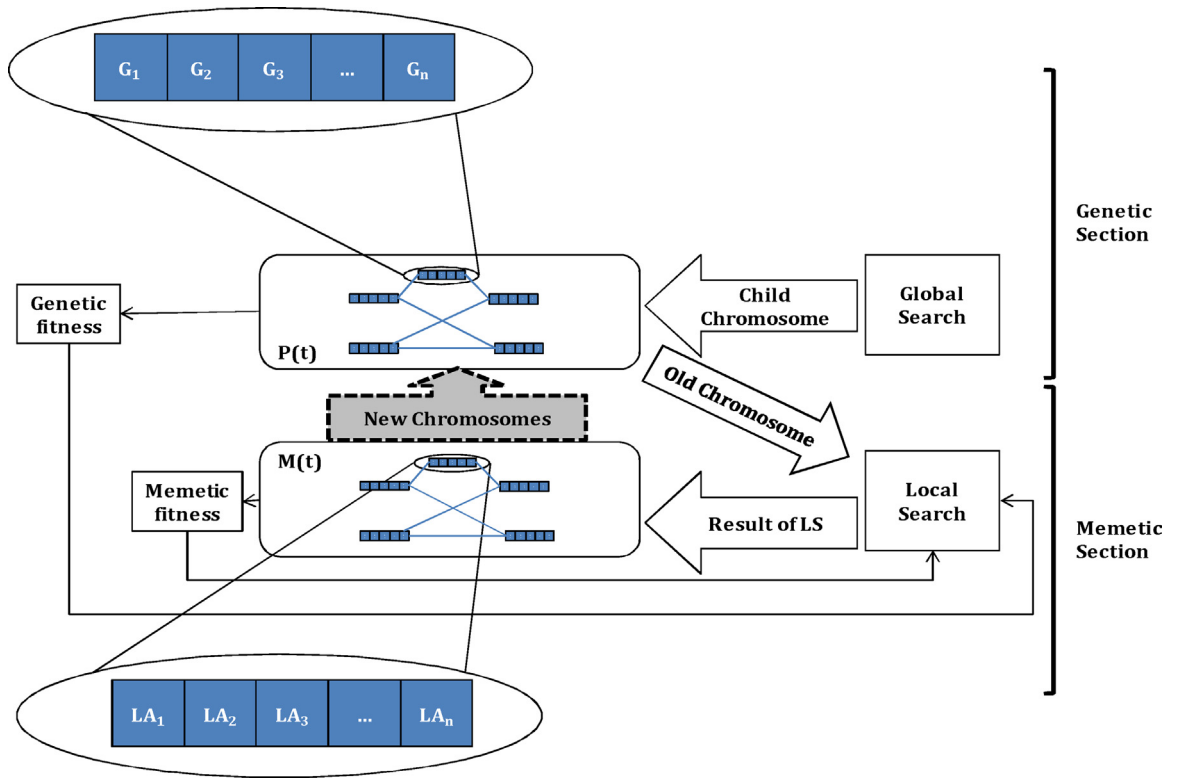 G₁ G₂ G₃ ... Gₙ
Genetic
Section
Genetic
fitness
Child
Chromosome
Global
Search
P(t)
Old Chromosome
New Chromosomes
M(t)
Memetic
fitness
Result of LS
Local
Search
Memetic
Section
LA₁ LA₂ LA₃ ... LAₙ